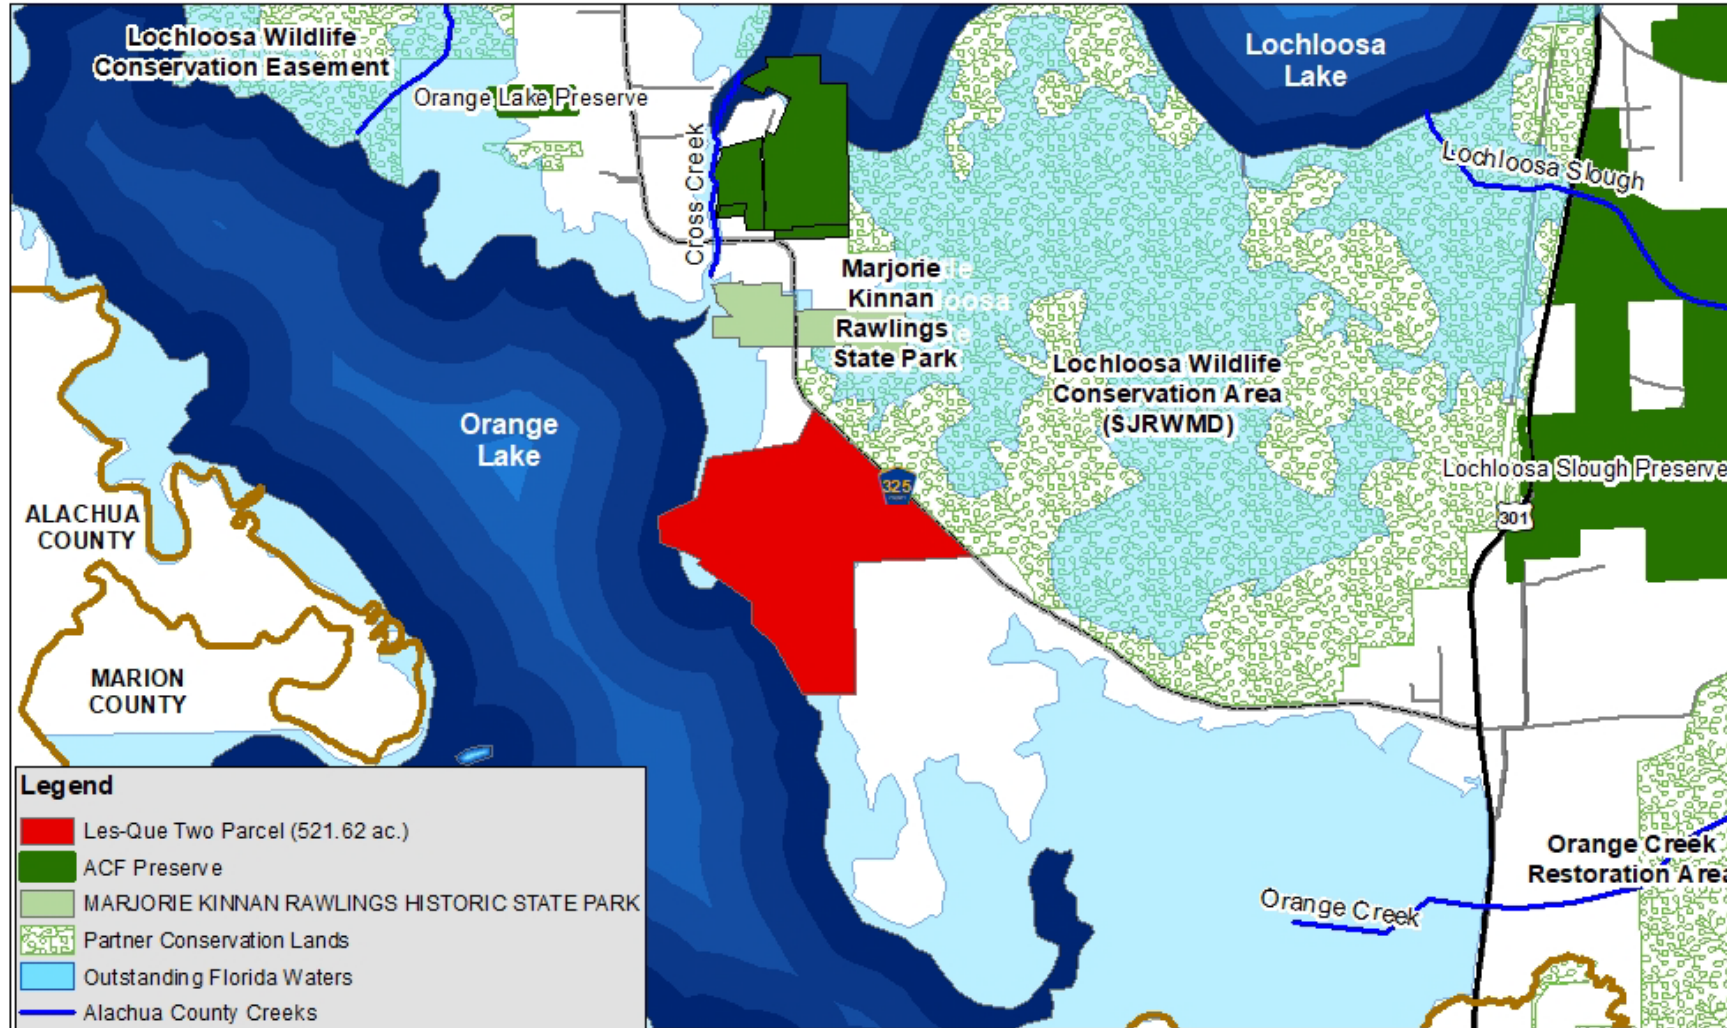 Lochloosa Wildlife
Conservation Easement
Orange Lake Preserve
Lochloosa
Lake
Cross Creek
Lochloosa Slough
Marjorie
Kinnan
Rawlings
State Park
Lochloosa Wildlife
Conservation Area
(SJRWMD)
Orange
Lake
325
Lochloosa Slough Preserve
301
ALACHUA
COUNTY
MARION
COUNTY
Orange Creek
Restoration Area
Orange Creek
Legend
Les-Que Two Parcel (521.62 ac.)
ACF Preserve
MARJORIE KINNAN RAWLINGS HISTORIC STATE PARK
Partner Conservation Lands
Outstanding Florida Waters
Alachua County Creeks